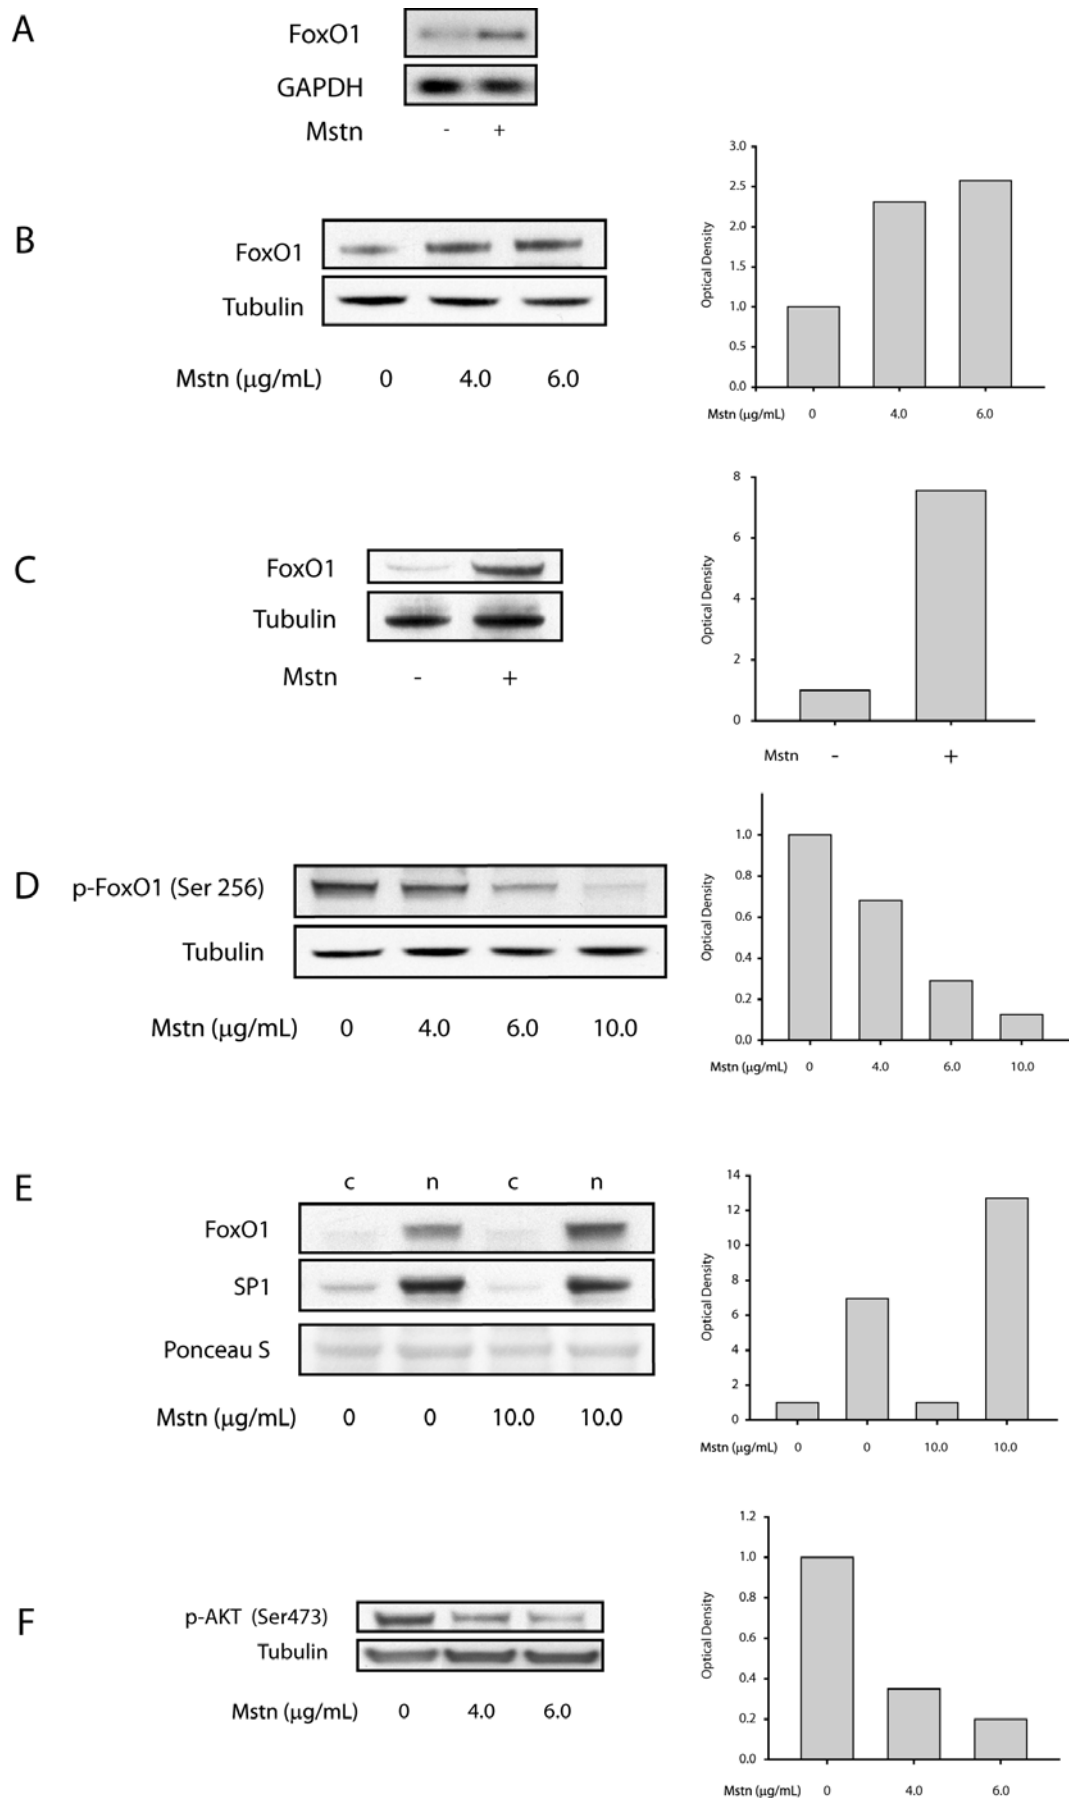 A
FoxO1
GAPDH
Mstn - +
B
FoxO1
Tubulin
Mstn (μg/mL) 0 4.0 6.0
3.0
2.5
2.0
1.5
1.0
0.5
0.0
Optical Density
Mstn (μg/mL) 0 4.0 6.0
C
FoxO1
Tubulin
Mstn - +
8
6
4
2
0
Optical Density
Mstn - +
D
p-FoxO1 (Ser 256)
Tubulin
Mstn (μg/mL) 0 4.0 6.0 10.0
1.0
0.8
0.6
0.4
0.2
0.0
Optical Density
Mstn (μg/mL) 0 4.0 6.0 10.0
E
c n c n
FoxO1
SP1
Ponceau S
Mstn (μg/mL) 0 0 10.0 10.0
14
12
10
8
6
4
2
0
Optical Density
Mstn (μg/mL) 0 0 10.0 10.0
F
p-AKT (Ser473)
Tubulin
Mstn (μg/mL) 0 4.0 6.0
1.2
1.0
0.8
0.6
0.4
0.2
0.0
Optical Density
Mstn (μg/mL) 0 4.0 6.0